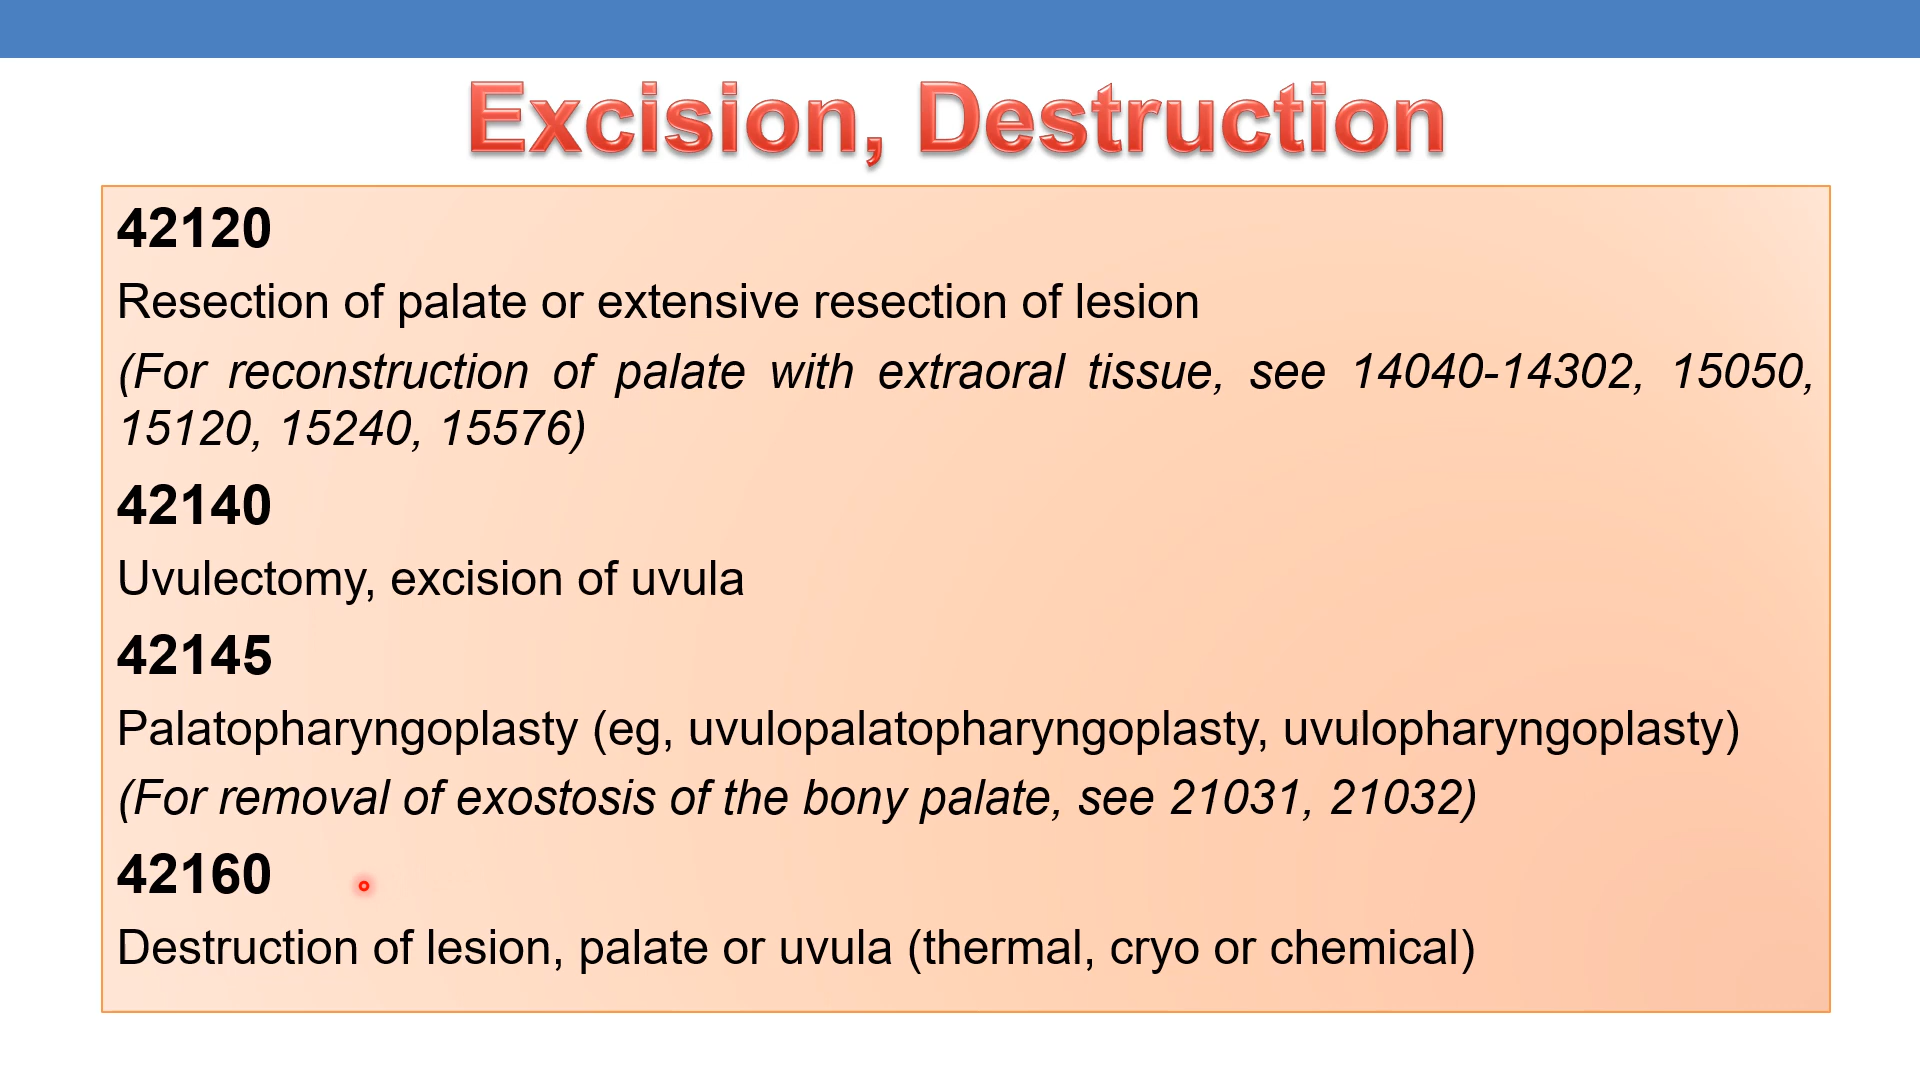 Excision, Destruction
42120
Resection of palate or extensive resection of lesion
(For reconstruction of palate with extraoral tissue, see 14040-14302, 15050,
15120, 15240, 15576)
42140
Uvulectomy, excision of uvula
42145
Palatopharyngoplasty (eg, uvulopalatopharyngoplasty, uvulopharyngoplasty)
(For removal of exostosis of the bony palate, see 21031, 21032)
42160
Destruction of lesion, palate or uvula (thermal, cryo or chemical)